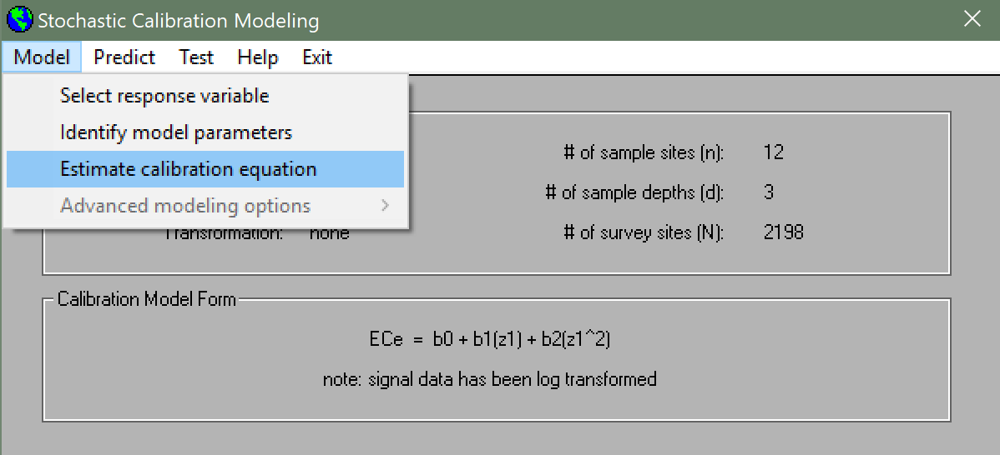 Stochastic Calibration Modeling
Model Predict Test Help Exit
Select response variable
Identify model parameters
Estimate calibration equation
Advanced modeling options
# of sample sites (n): 12
# of sample depths (d): 3
Transformation: none # of survey sites (N): 2198
Calibration Model Form
ECe = b0 + b1(z1) + b2(z1^2)
note: signal data has been log transformed